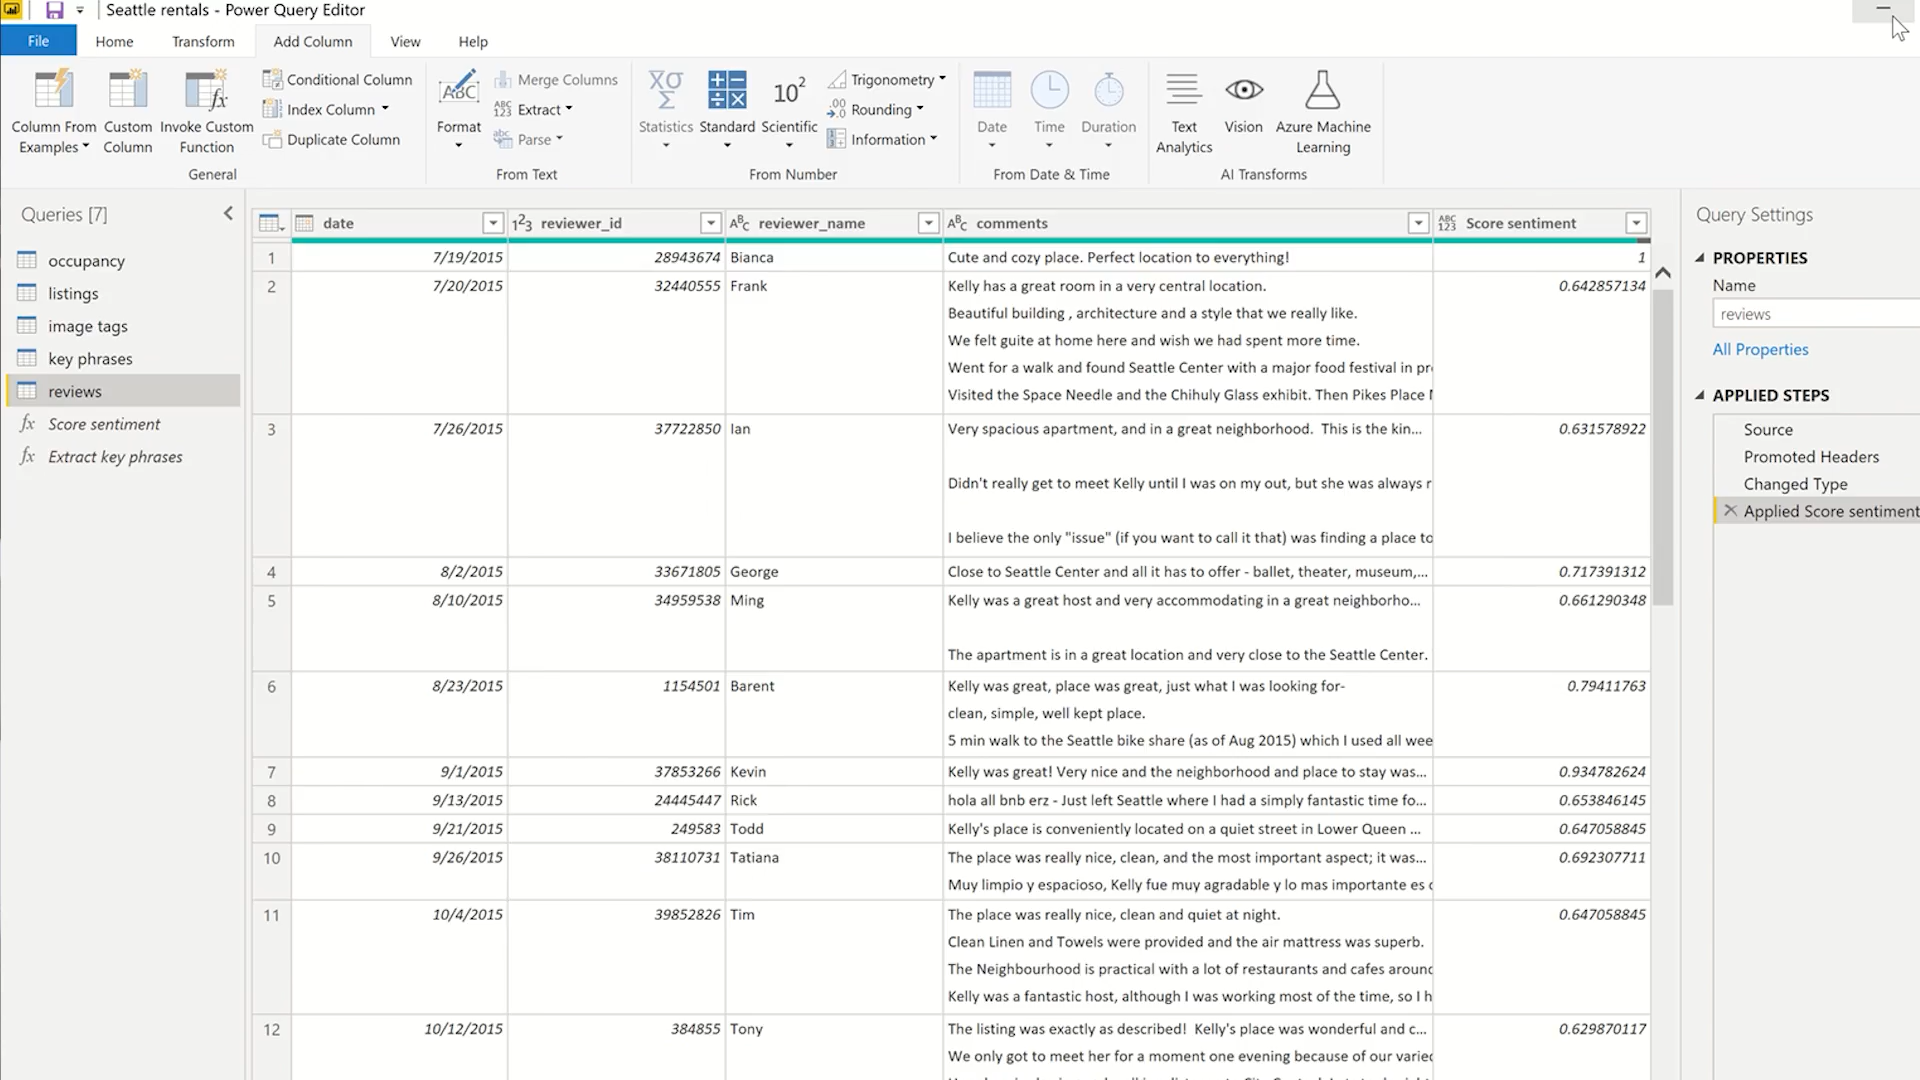 Seattle rentals - Power Query Editor
File
Home
Transform
Add Column
View
Help
Column From
Examples
Custom
Column
Invoke Custom
Function
Conditional Column
Index Column
Duplicate Column
General
ABC
Format
Merge Columns
ABC
123
Extract
abc
Parse
From Text
Χσ
Σ
Statistics
Standard
10²
Scientific
Trigonometry
.00
.0
Rounding
Information
From Number
Date
Time
Duration
From Date & Time
Text
Analytics
Vision
Azure Machine
Learning
AI Transforms
Queries [7]
occupancy
listings
image tags
key phrases
reviews
fx Score sentiment
fx Extract key phrases
date
1²3 reviewer_id
ABC reviewer_name
ABC comments
ABC
123
Score sentiment
1 7/19/2015 28943674 Bianca Cute and cozy place. Perfect location to everything! 1
2 7/20/2015 32440555 Frank Kelly has a great room in a very central location. 0.642857134
Beautiful building , architecture and a style that we really like.
We felt guite at home here and wish we had spent more time.
Went for a walk and found Seattle Center with a major food festival in pr
Visited the Space Needle and the Chihuly Glass exhibit. Then Pikes Place
3 7/26/2015 37722850 Ian Very spacious apartment, and in a great neighborhood.  This is the kin... 0.631578922
Didn't really get to meet Kelly until I was on my out, but she was always r
I believe the only "issue" (if you want to call it that) was finding a place to
4 8/2/2015 33671805 George Close to Seattle Center and all it has to offer - ballet, theater, museum,... 0.717391312
5 8/10/2015 34959538 Ming Kelly was a great host and very accommodating in a great neighborho... 0.661290348
The apartment is in a great location and very close to the Seattle Center.
6 8/23/2015 1154501 Barent Kelly was great, place was great, just what I was looking for- 0.79411763
clean, simple, well kept place.
5 min walk to the Seattle bike share (as of Aug 2015) which I used all wee
7 9/1/2015 37853266 Kevin Kelly was great! Very nice and the neighborhood and place to stay was... 0.934782624
8 9/13/2015 24445447 Rick hola all bnb erz - Just left Seattle where I had a simply fantastic time fo... 0.653846145
9 9/21/2015 249583 Todd Kelly's place is conveniently located on a quiet street in Lower Queen ... 0.647058845
10 9/26/2015 38110731 Tatiana The place was really nice, clean, and the most important aspect; it was... 0.692307711
Muy limpio y espacioso, Kelly fue muy agradable y lo mas importante es
11 10/4/2015 39852826 Tim The place was really nice, clean and quiet at night. 0.647058845
Clean Linen and Towels were provided and the air mattress was superb.
The Neighbourhood is practical with a lot of restaurants and cafes around
Kelly was a fantastic host, although I was working most of the time, so I h
12 10/12/2015 384855 Tony The listing was exactly as described!  Kelly's place was wonderful and c... 0.629870117
We only got to meet her for a moment one evening because of our varied
Query Settings
PROPERTIES
Name
reviews
All Properties
APPLIED STEPS
Source
Promoted Headers
Changed Type
Applied Score sentiment